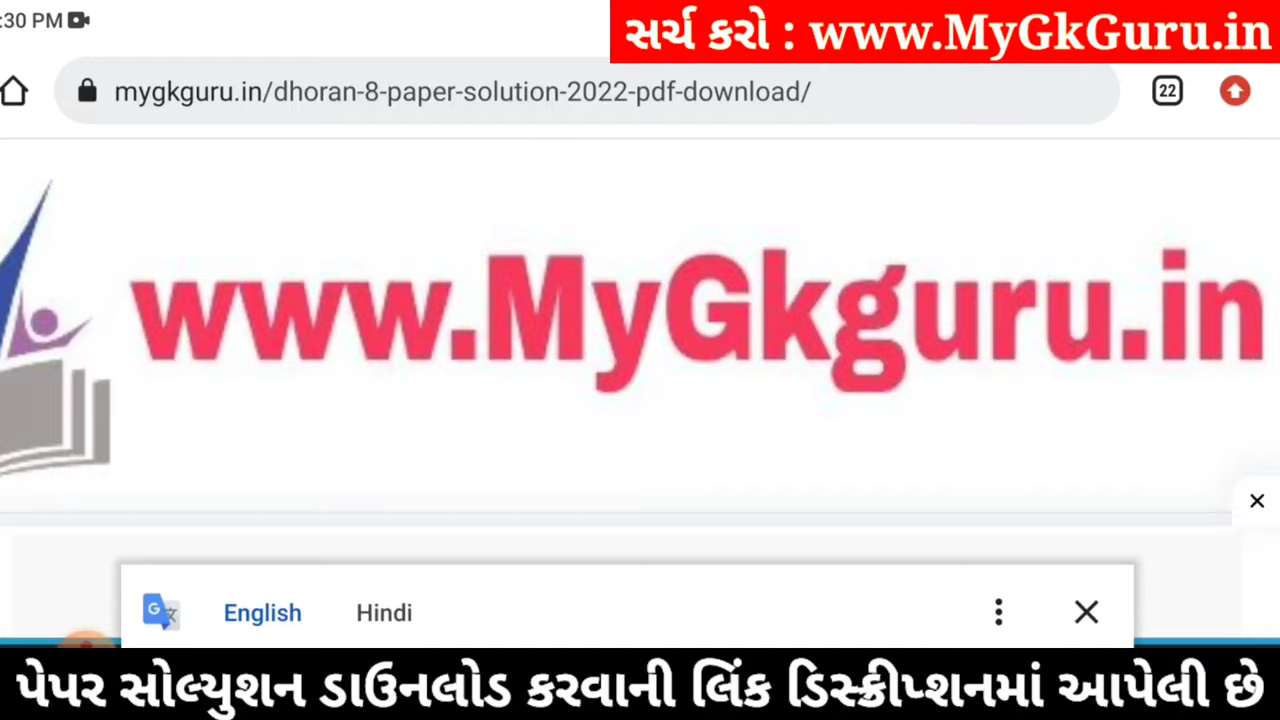 :30 PM
સર્ચ કરો : www.MyGkGuru.in
mygkguru.in/dhoran-8-paper-solution-2022-pdf-download/
22
www.MyGkguru.in
English Hindi
પેપર સોલ્યુશન ડાઉનલોડ કરવાની લિંક ડિસ્ક્રીપ્શનમાં આપેલી છે